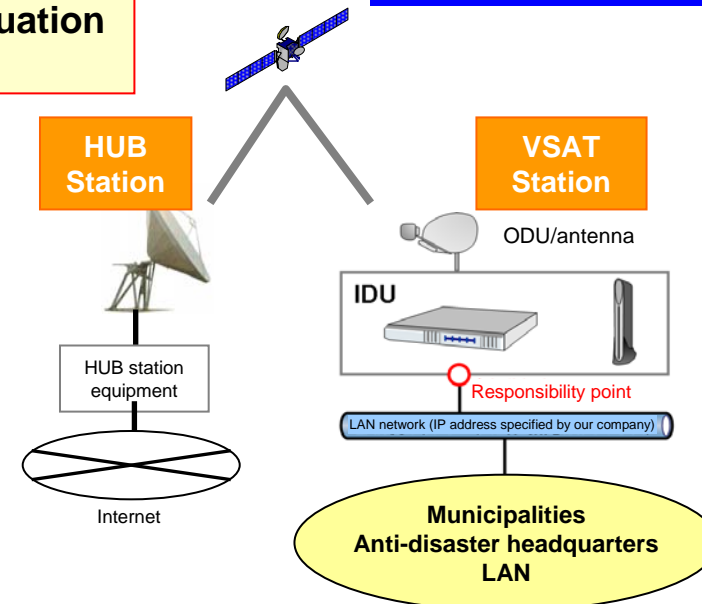 HUB
Station
VSAT
Station
ODU/antenna
IDU
HUB station
equipment
Responsibility point
LAN network (IP address specified by our company)
Internet
Municipalities
Anti-disaster headquarters
LAN